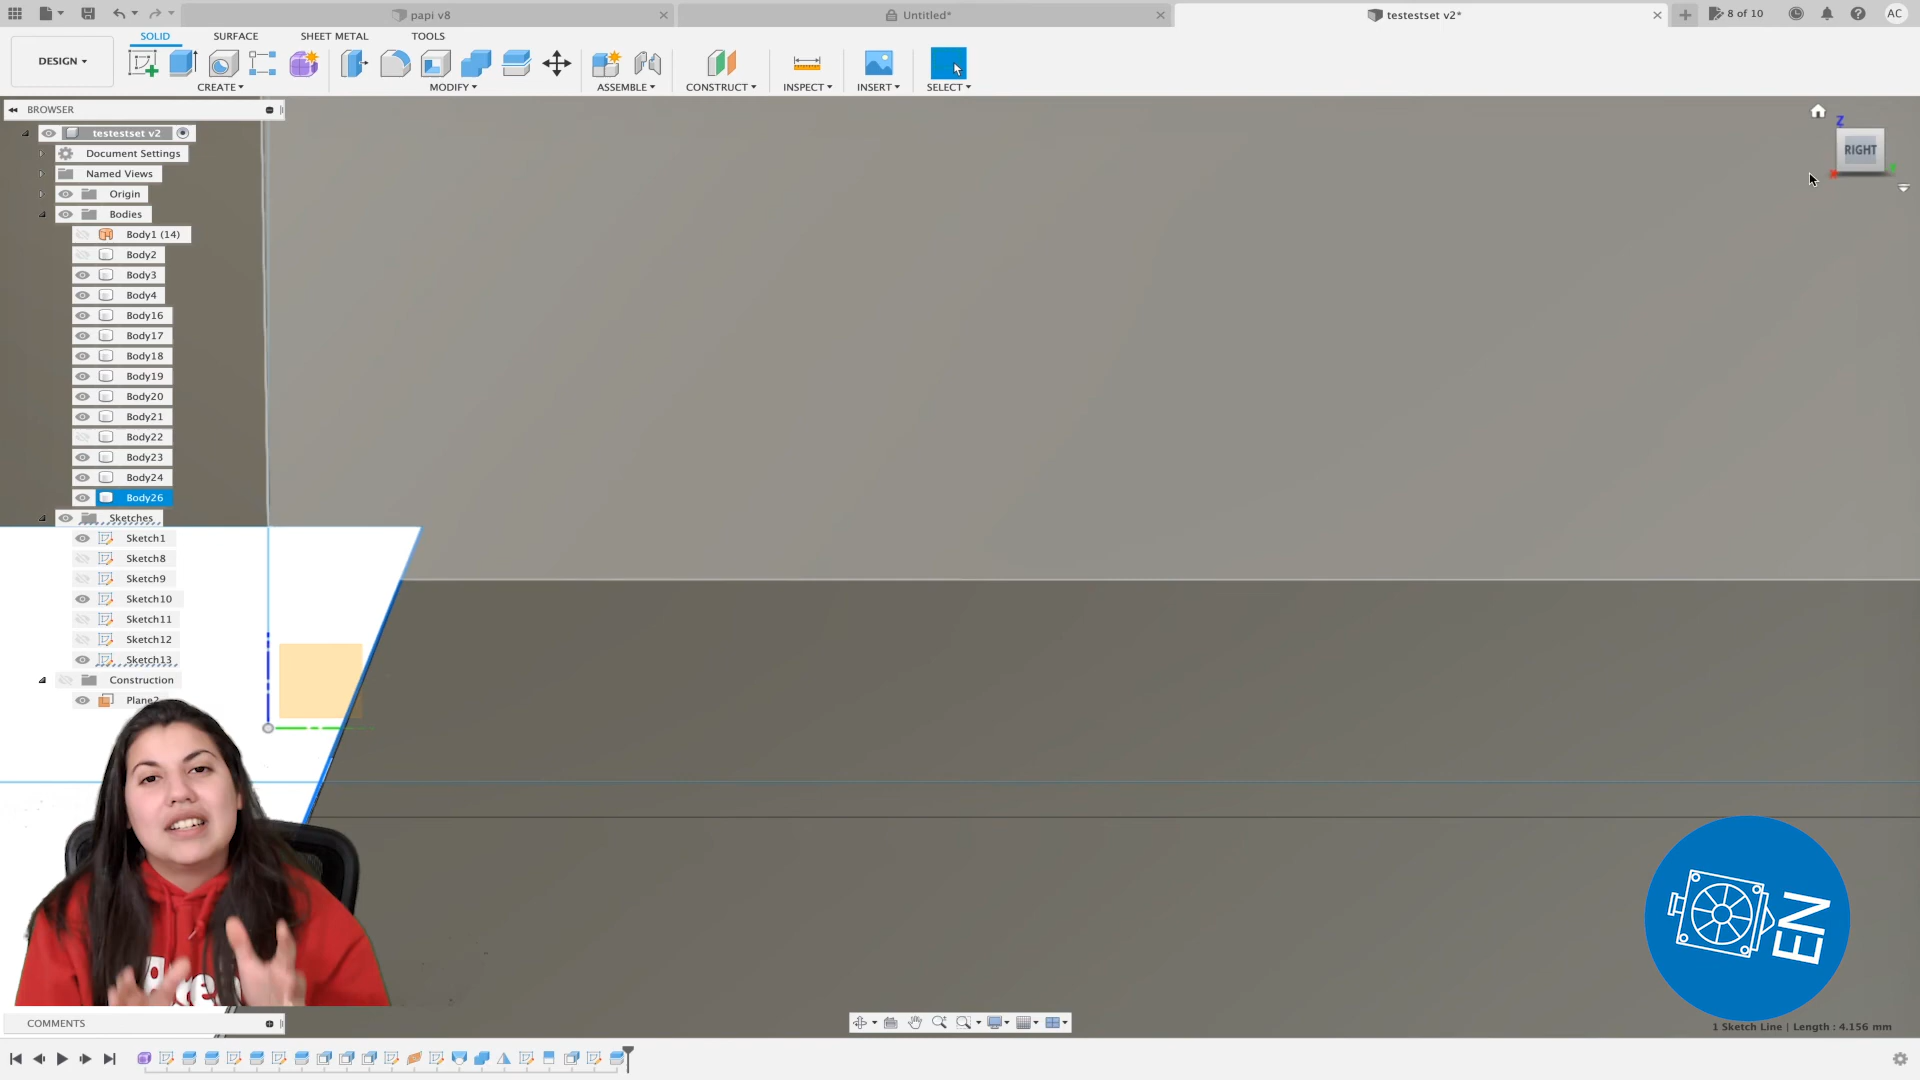 papi v8
Untitled*
testestset v2*
8 of 10
AC
SOLID
SURFACE
SHEET METAL
TOOLS
DESIGN
CREATE
MODIFY
ASSEMBLE
CONSTRUCT
INSPECT
INSERT
SELECT
BROWSER
testestset v2
Document Settings
Named Views
Origin
Bodies
Body1 (14)
Body2
Body3
Body4
Body16
Body17
Body18
Body19
Body20
Body21
Body22
Body23
Body24
Body26
Sketches
Sketch1
Sketch8
Sketch9
Sketch10
Sketch11
Sketch12
Sketch13
Construction
Z
RIGHT
EN
COMMENTS
1 Sketch Line | Length : 4.156 mm